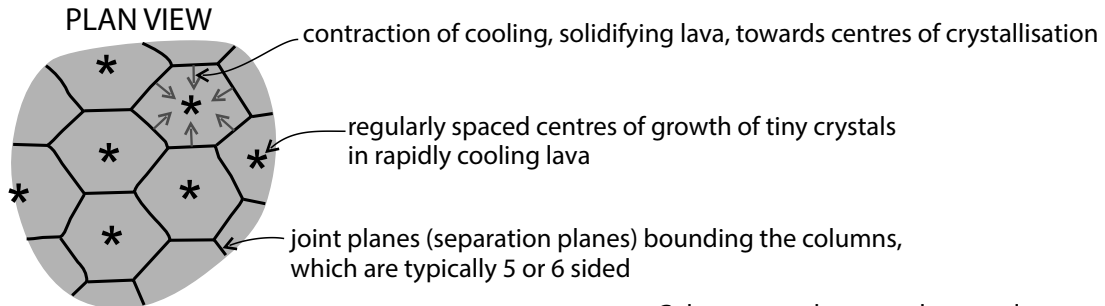 PLAN VIEW
contraction of cooling, solidifying lava, towards centres of crystallisation
regularly spaced centres of growth of tiny crystals
in rapidly cooling lava
joint planes (separation planes) bounding the columns,
which are typically 5 or 6 sided